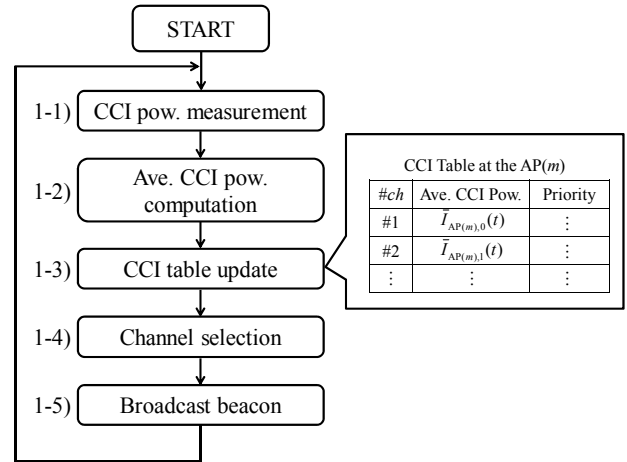 START
1-1) CCI pow. measurement
1-2) Ave. CCI pow.
computation
1-3) CCI table update
1-4) Channel selection
1-5) Broadcast beacon
CCI Table at the AP(m)
#ch Ave. CCI Pow. Priority
#1 Ī_AP(m),0(t) ⋮
#2 Ī_AP(m),1(t) ⋮
⋮ ⋮ ⋮